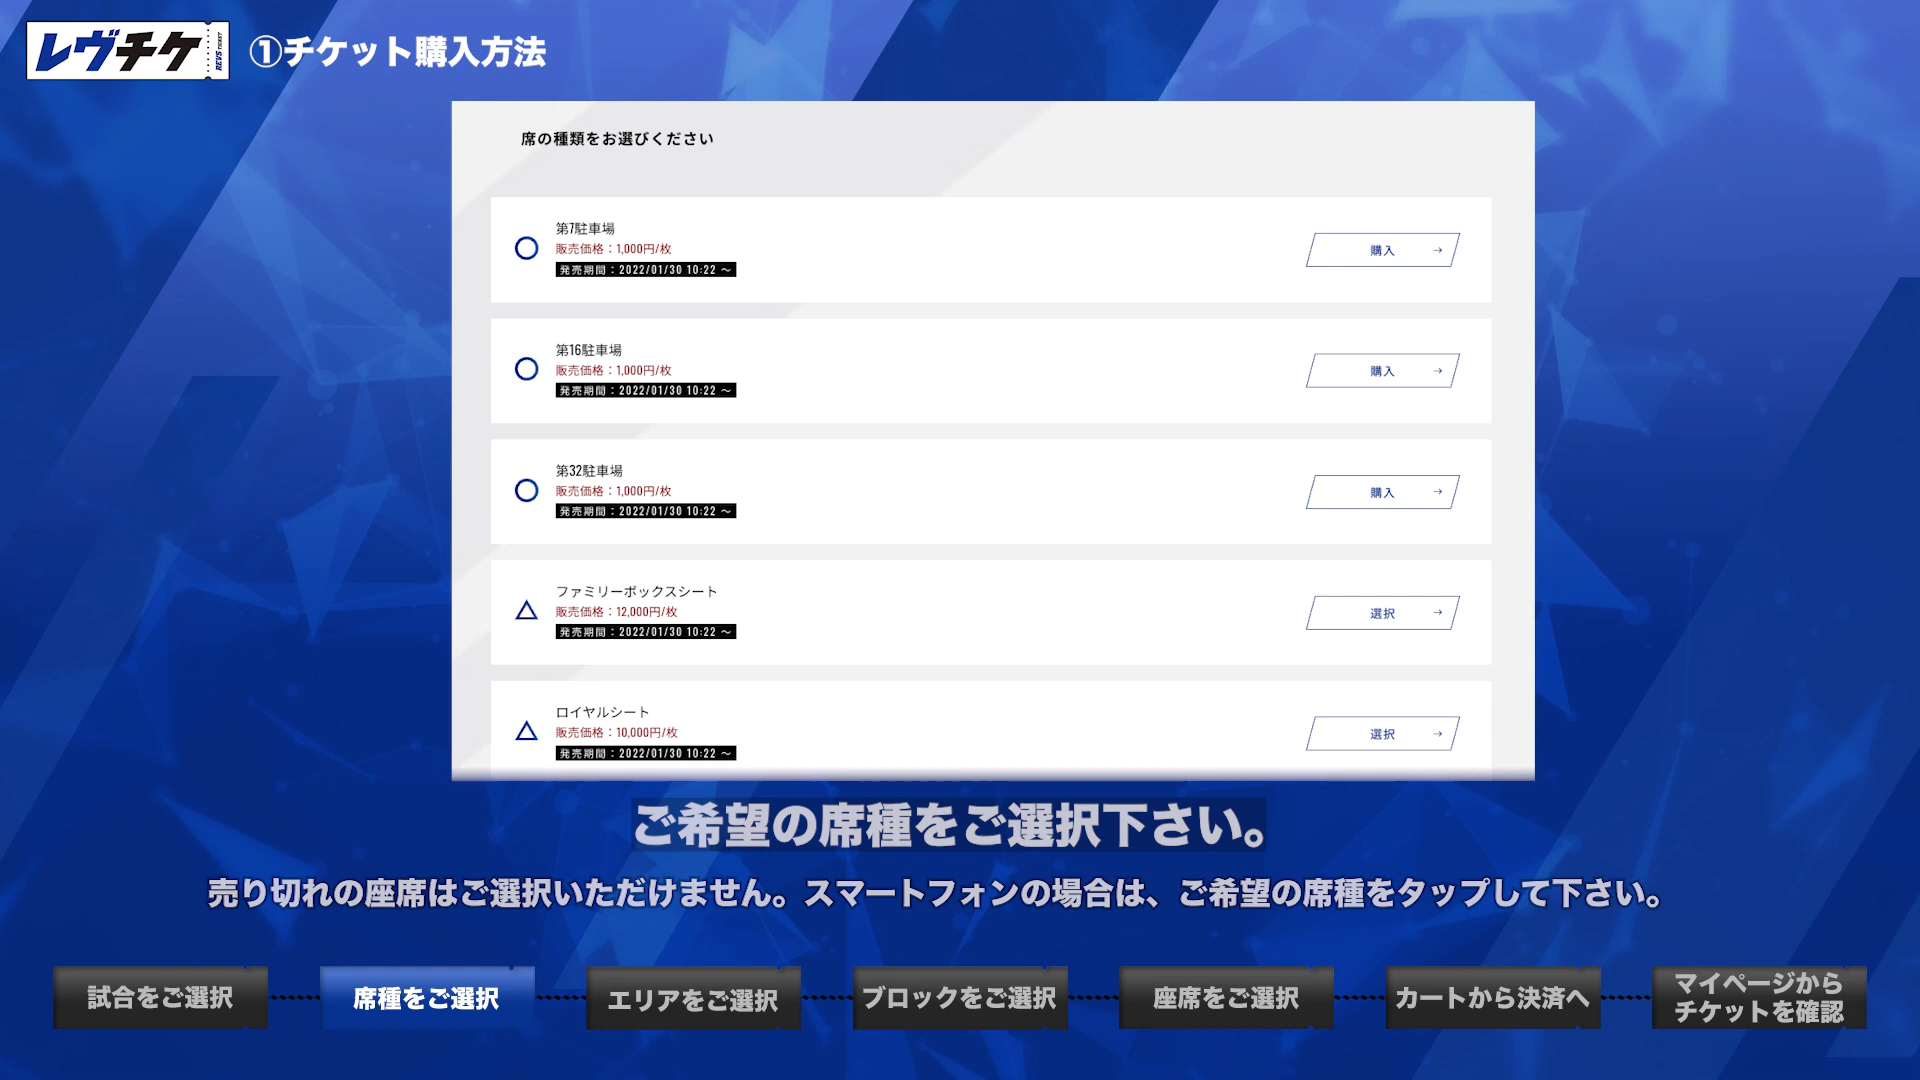 レヴチケ REVS TICKET
①チケット購入方法
席の種類をお選びください
第7駐車場
販売価格：1,000円/枚
発売期間：2022/01/30 10:22 〜
購入 →
第16駐車場
販売価格：1,000円/枚
発売期間：2022/01/30 10:22 〜
購入 →
第32駐車場
販売価格：1,000円/枚
発売期間：2022/01/30 10:22 〜
購入 →
ファミリーボックスシート
販売価格：12,000円/枚
発売期間：2022/01/30 10:22 〜
選択 →
ロイヤルシート
販売価格：10,000円/枚
発売期間：2022/01/30 10:22 〜
選択 →
ご希望の席種をご選択下さい。
売り切れの座席はご選択いただけません。スマートフォンの場合は、ご希望の席種をタップして下さい。
試合をご選択
席種をご選択
エリアをご選択
ブロックをご選択
座席をご選択
カートから決済へ
マイページから
チケットを確認